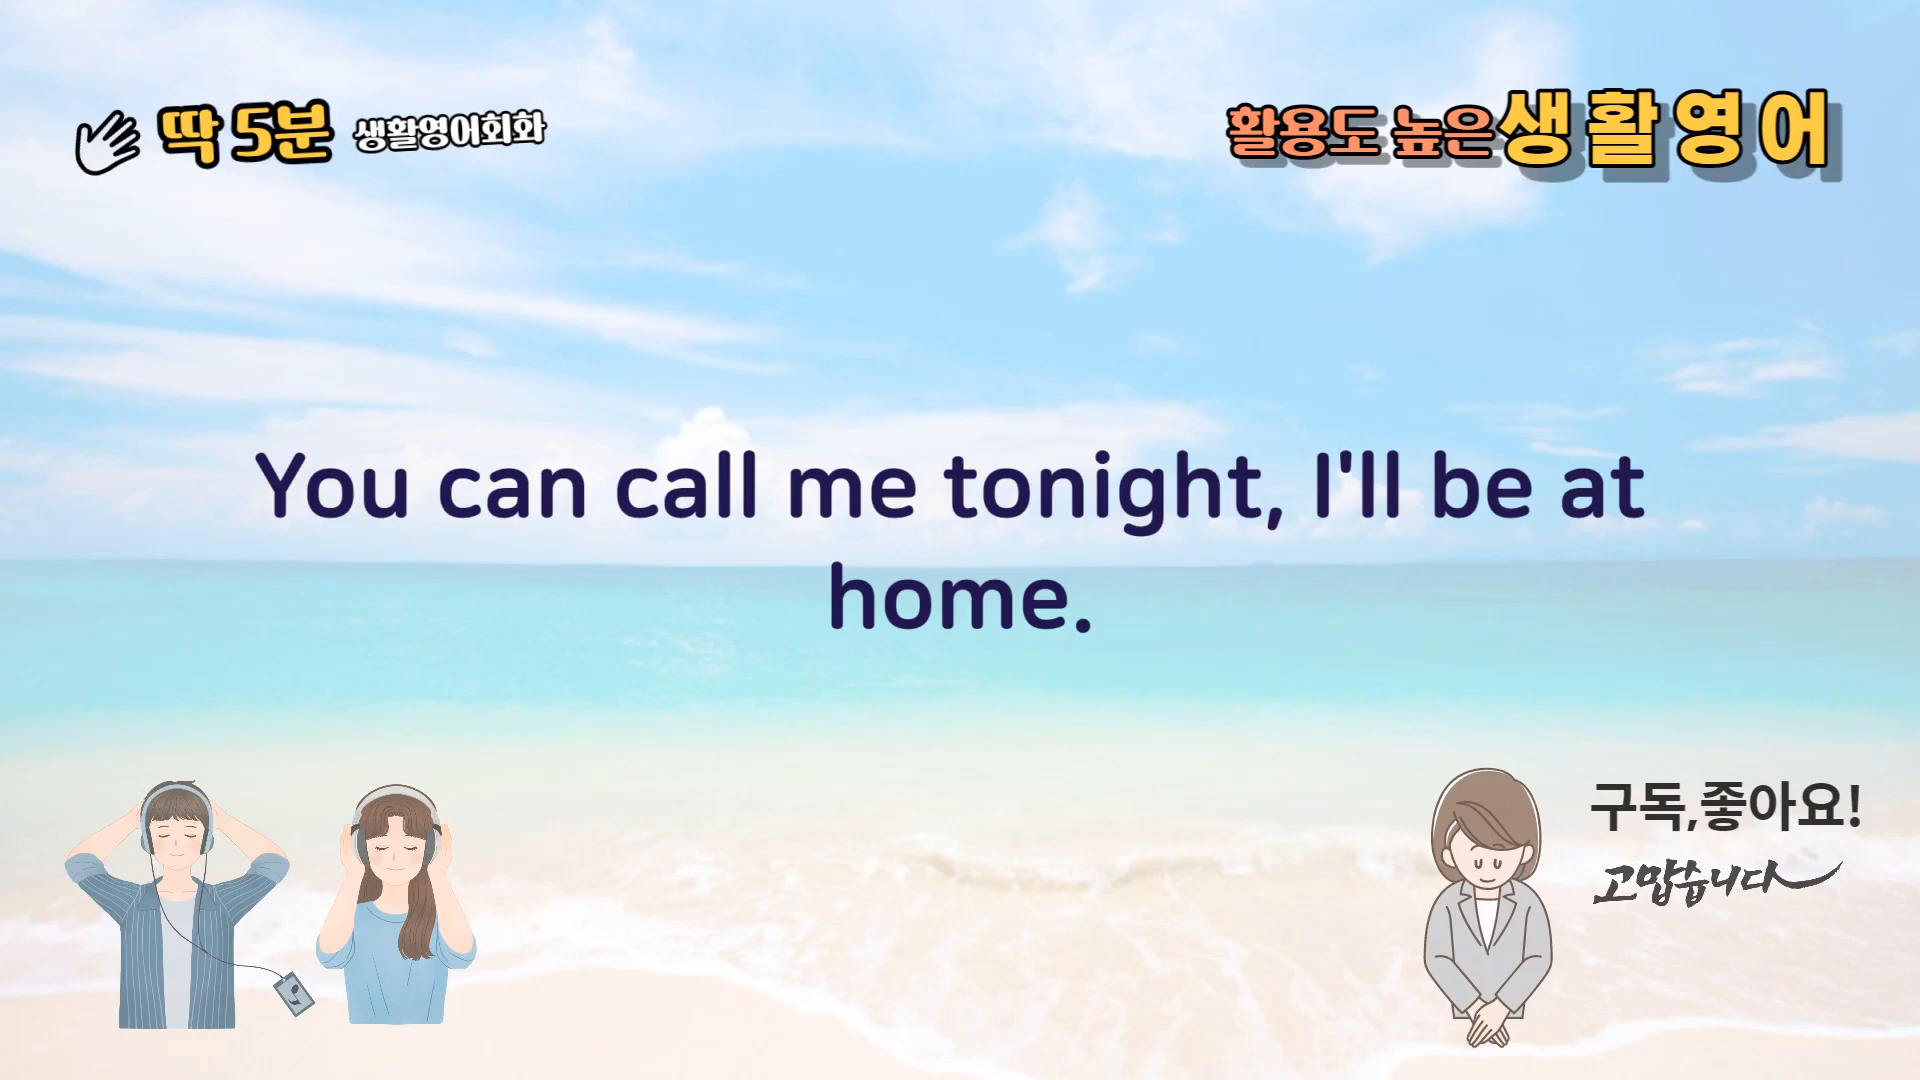 딱 5분 생활영어회화
활용도 높은 생활영어
You can call me tonight, I'll be at
home.
구독,좋아요!
고맙습니다